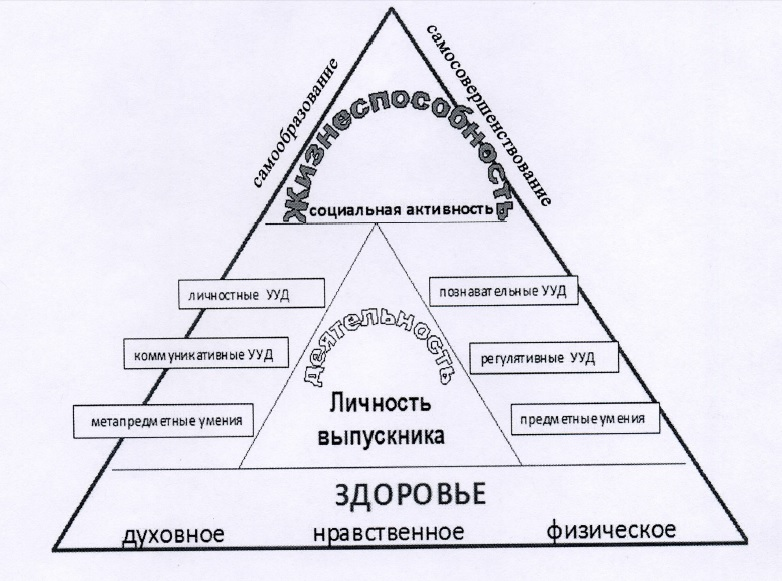 самообразование
самосовершенствование
Жизнеспособность
социальная активность
личностные УУД
познавательные УУД
коммуникативные УУД
регулятивные УУД
метапредметные умения
предметные умения
деятельность
Личность
выпускника
ЗДОРОВЬЕ
духовное нравственное физическое